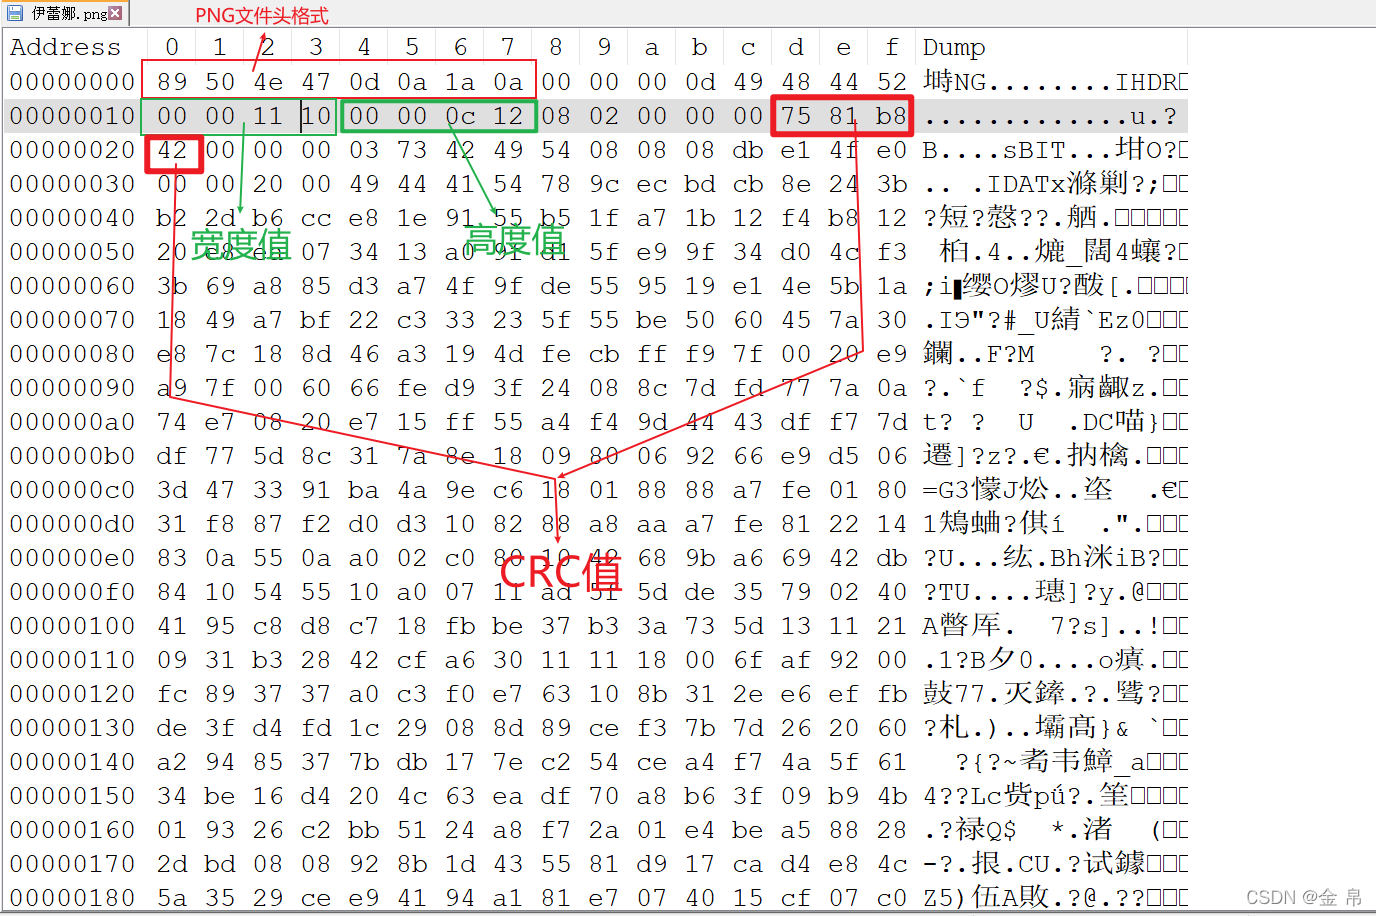 伊蕾娜.png
PNG文件头格式
Address 0 1 2 3 4 5 6 7 8 9 a b c d e f Dump
00000000 89 50 4e 47 0d 0a 1a 0a 00 00 00 0d 49 48 44 52 塒NG........IHDR
00000010 00 00 11 10 00 00 0c 12 08 02 00 00 00 75 81 b8 .............u.?
00000020 42 00 00 00 03 73 42 49 54 08 08 08 db e1 4f e0 B....sBIT...坩O?
00000030 00 00 20 00 49 44 41 54 78 9c ec bd cb 8e 24 3b .. .IDATx滌剿?;
00000040 b2 2d b6 cc e8 1e 91 55 b5 1f a7 1b 12 f4 b8 12 ?短?嫛??.舾.
宽度值
高度值
00000050 20 e8 ea 07 34 13 a0 9f d1 5f e9 9f 34 d0 4c f3 .4.._闊4蠰?
00000060 3b 69 a8 85 d3 a7 4f 9f de 55 95 19 e1 4e 5b 1a ;i缨O熮U?酦[.
00000070 18 49 a7 bf 22 c3 33 23 5f 55 be 50 60 45 7a 30 .IЭ"?#_U綪`Ez0
00000080 e8 7c 18 8d 46 a3 19 4d fe cb ff f9 7f 00 20 e9 钄..F?M ?. ?
00000090 a9 7f 00 60 66 fe d9 3f 24 08 8c 7d fd 77 7a 0a ?.`f ?$.寎齱z.
000000a0 74 e7 08 20 e7 15 ff 55 a4 f4 9d 44 43 df f7 7d t? ? U .DC喵}
000000b0 df 77 5d 8c 31 7a 8e 18 09 80 06 92 66 e9 d5 06 遷]?z?.€.抐檎.
000000c0 3d 47 33 91 ba 4a 9e c6 18 01 88 88 a7 fe 01 80 =G3懞J炂..垐 .€
000000d0 31 f8 87 f2 d0 d3 10 82 88 a8 aa a7 fe 81 22 14 1鴩蛐?倛í .".
000000e0 83 0a 55 0a a0 02 c0 80 10 42 68 9b a6 69 42 db ?U...纮.Bh洣iB?
CRC值
000000f0 84 10 54 55 10 a0 07 11 ad 5f 5d de 35 79 02 40 ?TU....璤]?y.@
00000100 41 95 c8 d8 c7 18 fb be 37 b3 3a 73 5d 13 11 21 A暼厍. 7?s]..!
00000110 09 31 b3 28 42 cf a6 30 11 11 18 00 6f af 92 00 .1?B夕0....o瘨.
00000120 fc 89 37 37 a0 c3 f0 e7 63 10 8b 31 2e e6 ef fb 77.灭鏲.?.骘?
00000130 de 3f d4 fd 1c 29 08 8d 89 ce f3 7b 7d 26 20 60 ?札.)..壩髙}& `
00000140 a2 94 85 37 7b db 17 7e c2 54 ce a4 f7 4a 5f 61 ?{?~耇韦鱆_a
00000150 34 be 16 d4 20 4c 63 ea df 70 a8 b6 3f 09 b9 4b 4??Lc赀pǘ?.筀
00000160 01 93 26 c2 bb 51 24 a8 f7 2a 01 e4 be a5 88 28 .?禄Q$ *.渚 (
00000170 2d bd 08 08 92 8b 1d 43 55 81 d9 17 ca d4 e8 4c -?.拫.CU.?试鐻
00000180 5a 35 29 ce e9 41 94 a1 81 e7 07 40 15 cf 07 c0 Z5)伍A敗.?@.??
CSDN @金 帛